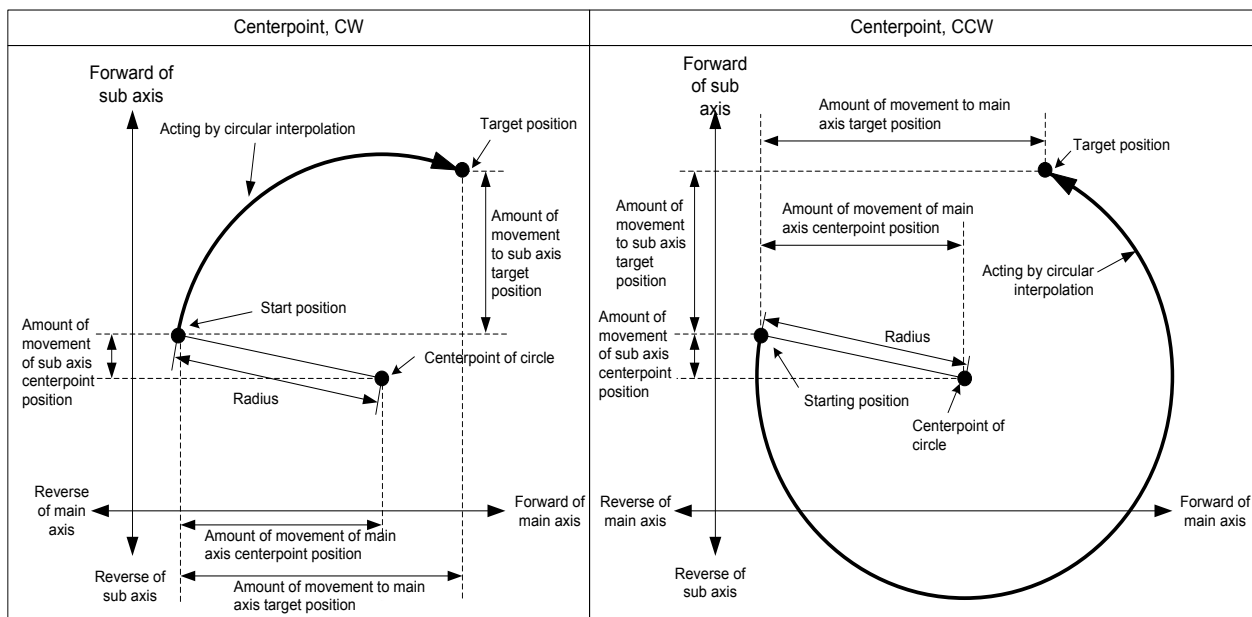 Centerpoint, CW
Forward of
sub axis
Acting by circular interpolation
Target position
Amount of
movement
to sub axis
target
position
Start position
Amount of
movement
of sub axis
centerpoint
position
Centerpoint of circle
Radius
Reverse
of main
axis
Forward of
main axis
Amount of movement of main
axis centerpoint position
Reverse of
sub axis
Amount of movement to main
axis target position
Centerpoint, CCW
Forward
of sub
axis
Amount of movement to main
axis target position
Target position
Amount of
movement
to sub axis
target
position
Amount of movement of main
axis centerpoint position
Acting by circular
interpolation
Amount of
movement
of sub axis
centerpoint
position
Radius
Starting position
Centerpoint of
circle
Reverse of
main axis
Forward of
main axis
Reverse of
sub axis